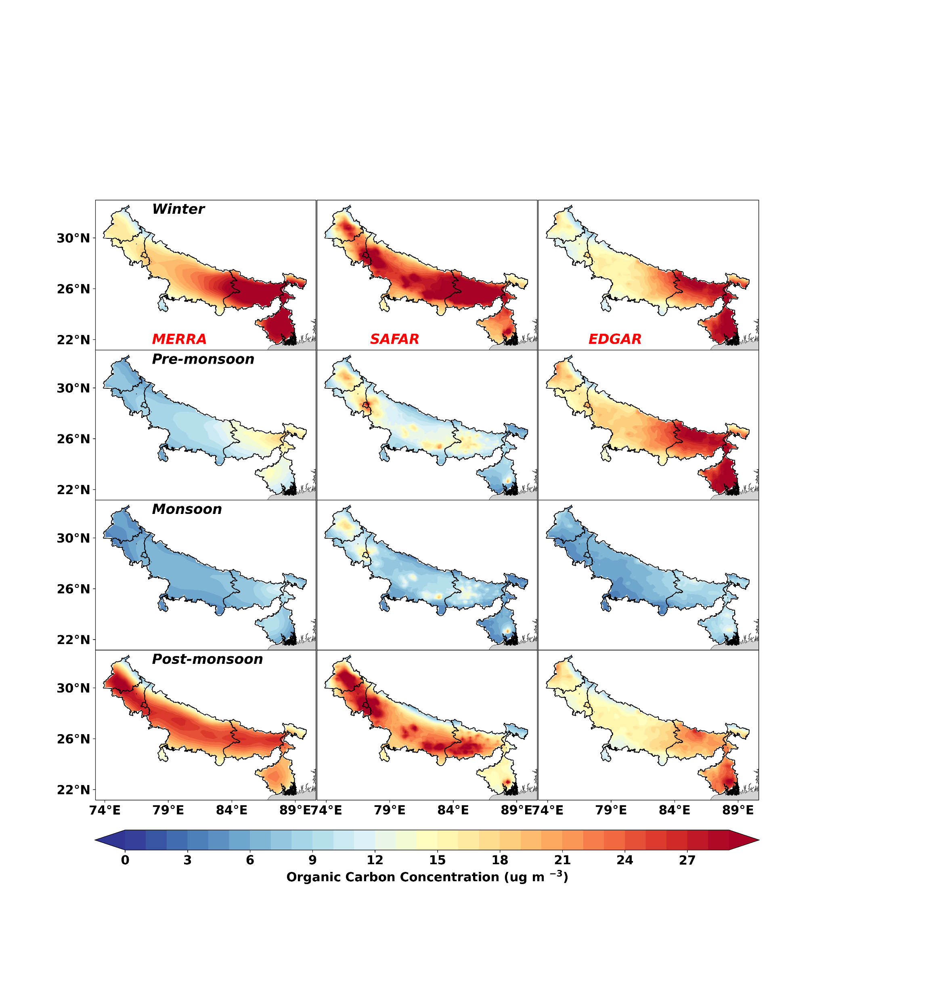 Winter
30°N
26°N
22°N
MERRA
SAFAR
EDGAR
Pre-monsoon
30°N
26°N
22°N
Monsoon
30°N
26°N
22°N
Post-monsoon
30°N
26°N
22°N
74°E 79°E 84°E 89°E 74°E 79°E 84°E 89°E 74°E 79°E 84°E 89°E
0 3 6 9 12 15 18 21 24 27
Organic Carbon Concentration (ug m ⁻³)